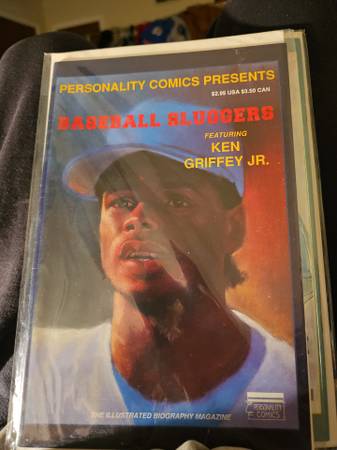 PERSONALITY COMICS PRESENTS
$2.95 USA $3.50 CAN
BASEBALL SLUGGERS
FEATURING
KEN
GRIFFEY JR.
THE ILLUSTRATED BIOGRAPHY MAGAZINE
PERSONALITY
COMICS